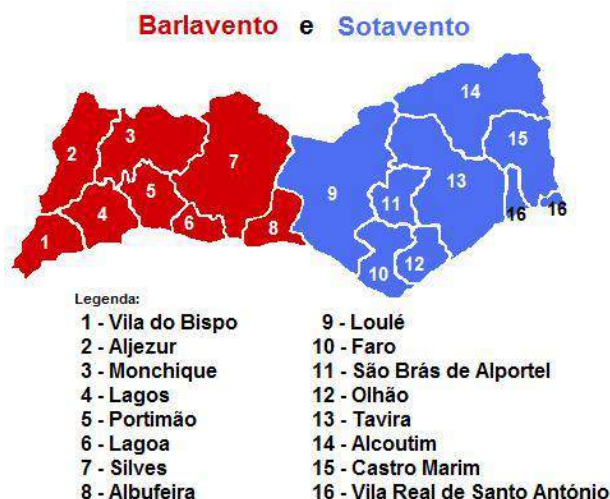 Barlavento e Sotavento
14
3
15
2
7
5
13
9
11
4
16
16
6
8
1
12
10
Legenda:
1 - Vila do Bispo
2 - Aljezur
3 - Monchique
4 - Lagos
5 - Portimão
6 - Lagoa
7 - Silves
8 - Albufeira
9 - Loulé
10 - Faro
11 - São Brás de Alportel
12 - Olhão
13 - Tavira
14 - Alcoutim
15 - Castro Marim
16 - Vila Real de Santo António